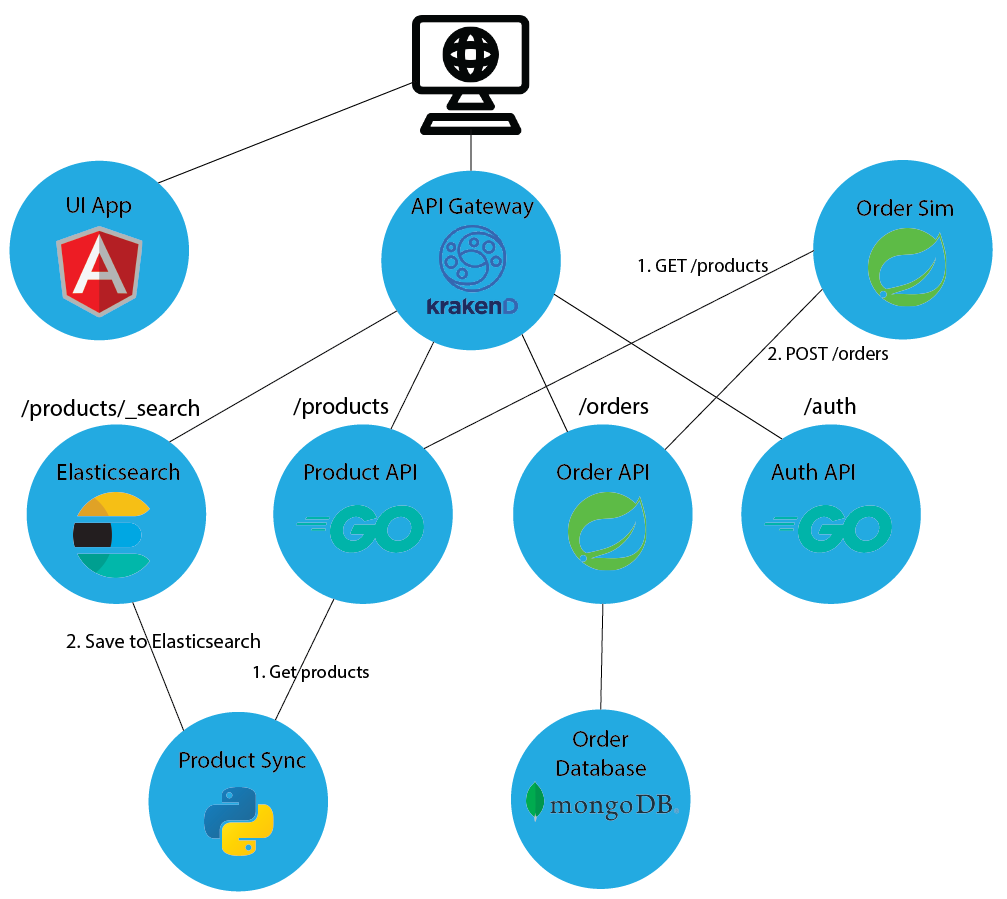 UI App
API Gateway
krakenD
Order Sim
1. GET /products
2. POST /orders
/products/_search
/products
/orders
/auth
Elasticsearch
Product API
GO
Order API
Auth API
GO
2. Save to Elasticsearch
1. Get products
Product Sync
Order
Database
mongoDB®